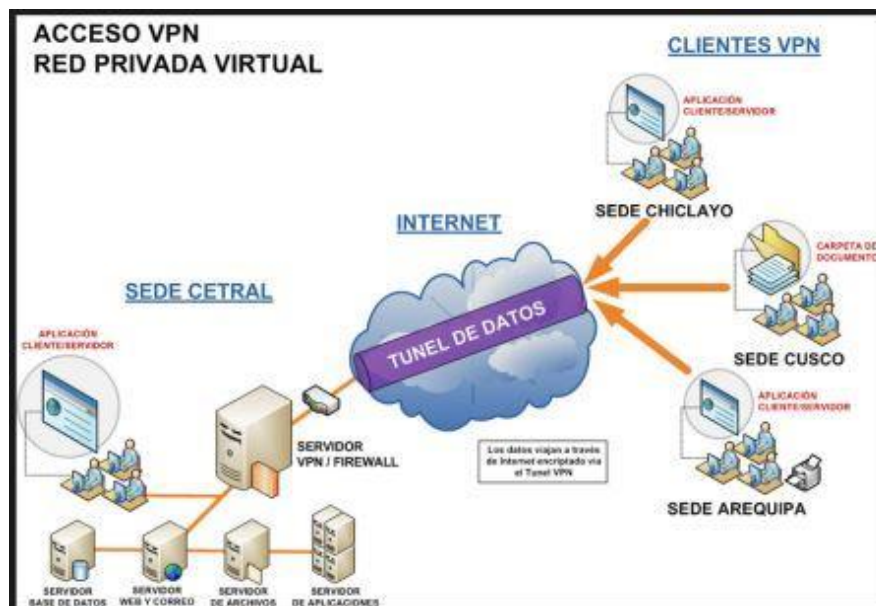 ACCESO VPN
RED PRIVADA VIRTUAL
CLIENTES VPN
APLICACIÓN
CLIENTE/SERVIDOR
SEDE CHICLAYO
INTERNET
CARPETA DE
DOCUMENTO
SEDE CETRAL
TUNEL DE DATOS
SEDE CUSCO
APLICACIÓN
CLIENTE/SERVIDOR
APLICACIÓN
CLIENTE/SERVIDOR
SERVIDOR
VPN / FIREWALL
Los datos viajan a través
de Internet encriptado via
el Tunel VPN
SEDE AREQUIPA
SERVIDOR
BASE DE DATOS
SERVIDOR
WEB Y CORREO
SERVIDOR
DE ARCHIVOS
SERVIDOR
DE APLICACIONES